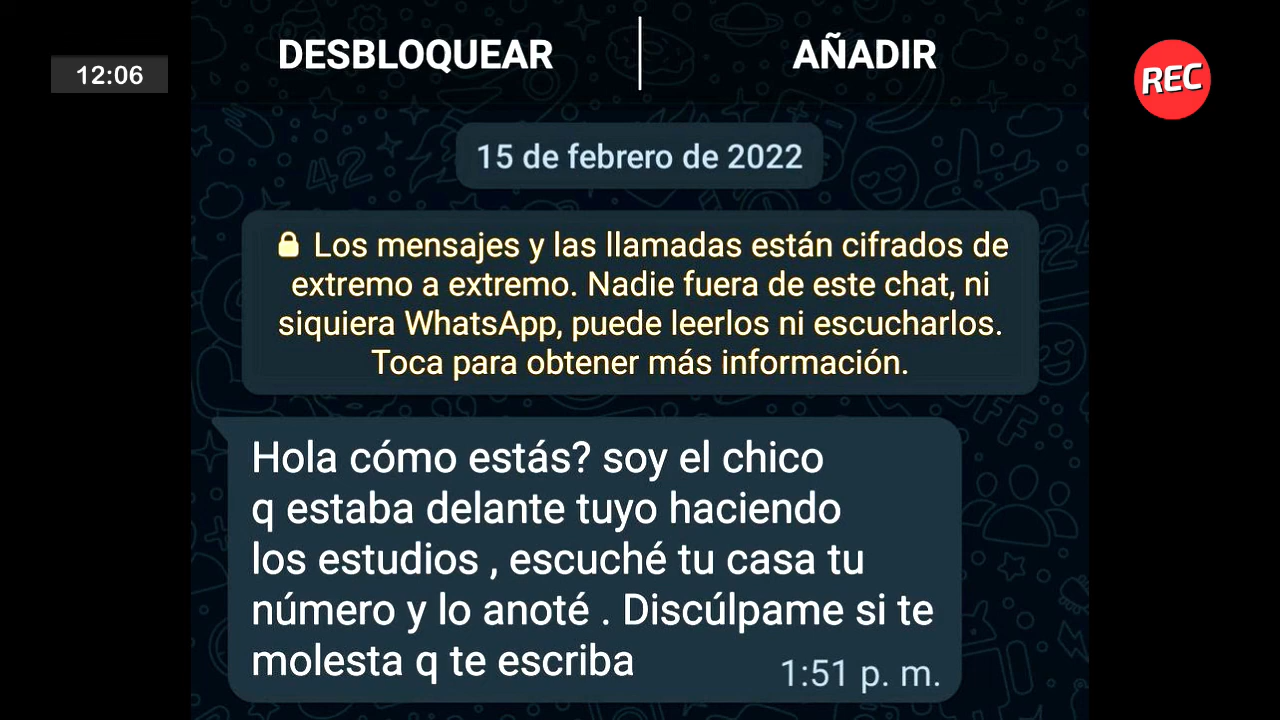 DESBLOQUEAR
AÑADIR
12:06
REC
15 de febrero de 2022
Los mensajes y las llamadas están cifrados de
extremo a extremo. Nadie fuera de este chat, ni
siquiera WhatsApp, puede leerlos ni escucharlos.
Toca para obtener más información.
Hola cómo estás? soy el chico
q estaba delante tuyo haciendo
los estudios , escuché tu casa tu
número y lo anoté . Discúlpame si te
molesta q te escriba
1:51 p. m.